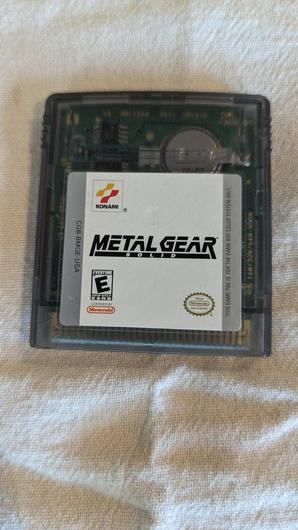 KONAMI
CGB-BMGE-USA
METAL GEAR
SOLID
EVERYONE
E
LICENSED BY
Nintendo
Nintendo
THIS GAME PAK IS FOR THE GAME BOY COLOR SYSTEM ONLY.